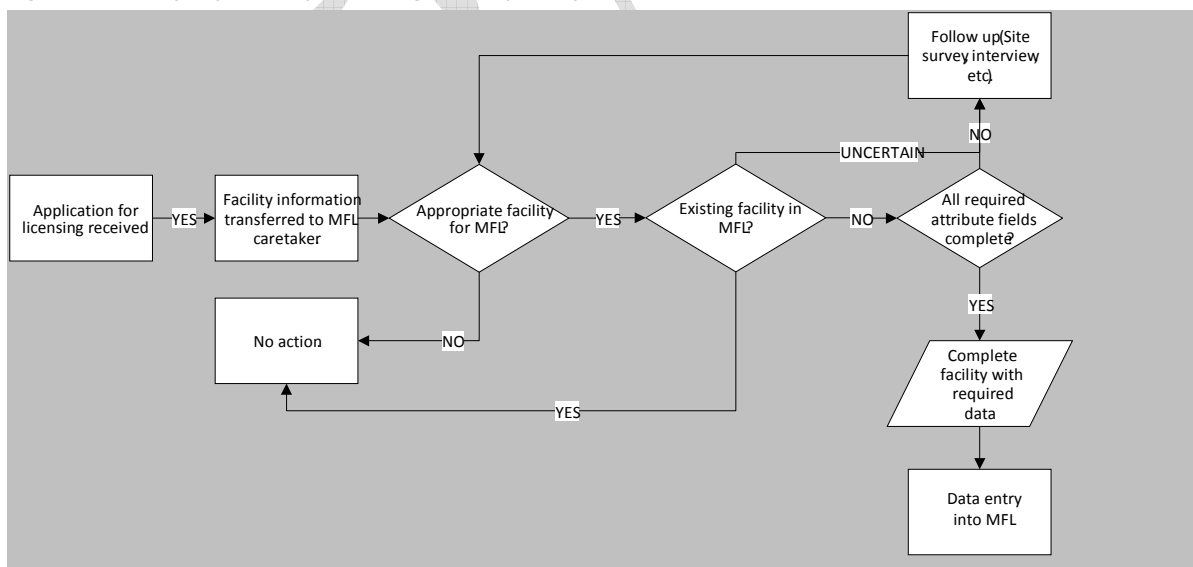 Follow up(Site
survey, interview,
etc).
UNCERTAIN
NO
Application for
licensing received
YES
Facility information
transferred to MFL
caretaker
Appropriate facility
for MFL?
YES
Existing facility in
MFL?
NO
All required
attribute fields
complete?
NO
No action
YES
YES
Complete
facility with
required
data
Data entry
into MFL